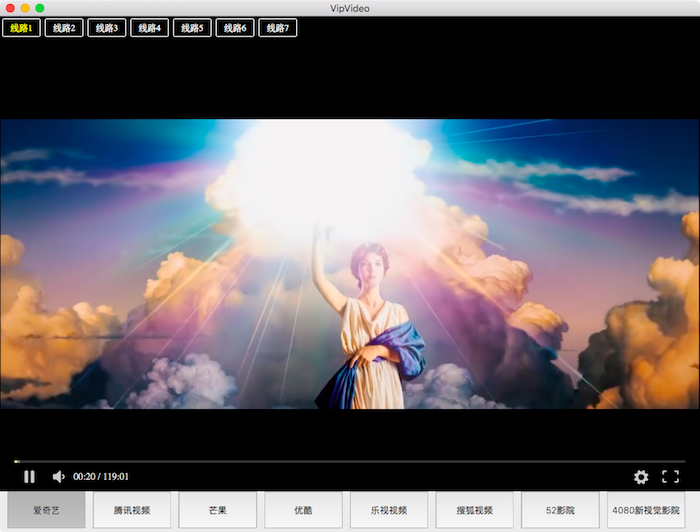 VipVideo
线路1 线路2 线路3 线路4 线路5 线路6 线路7
00:20 / 119:01
爱奇艺 腾讯视频 芒果 优酷 乐视视频 搜狐视频 52影院 4080新视觉影院